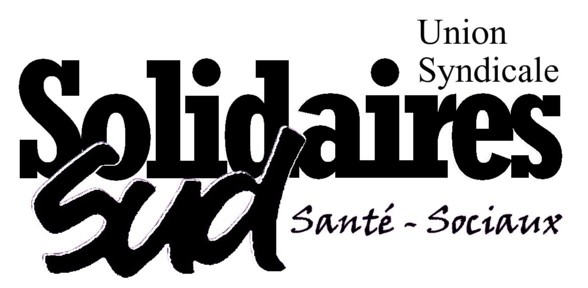 Union
Syndicale
Solidaires
Sud
Santé - Sociaux